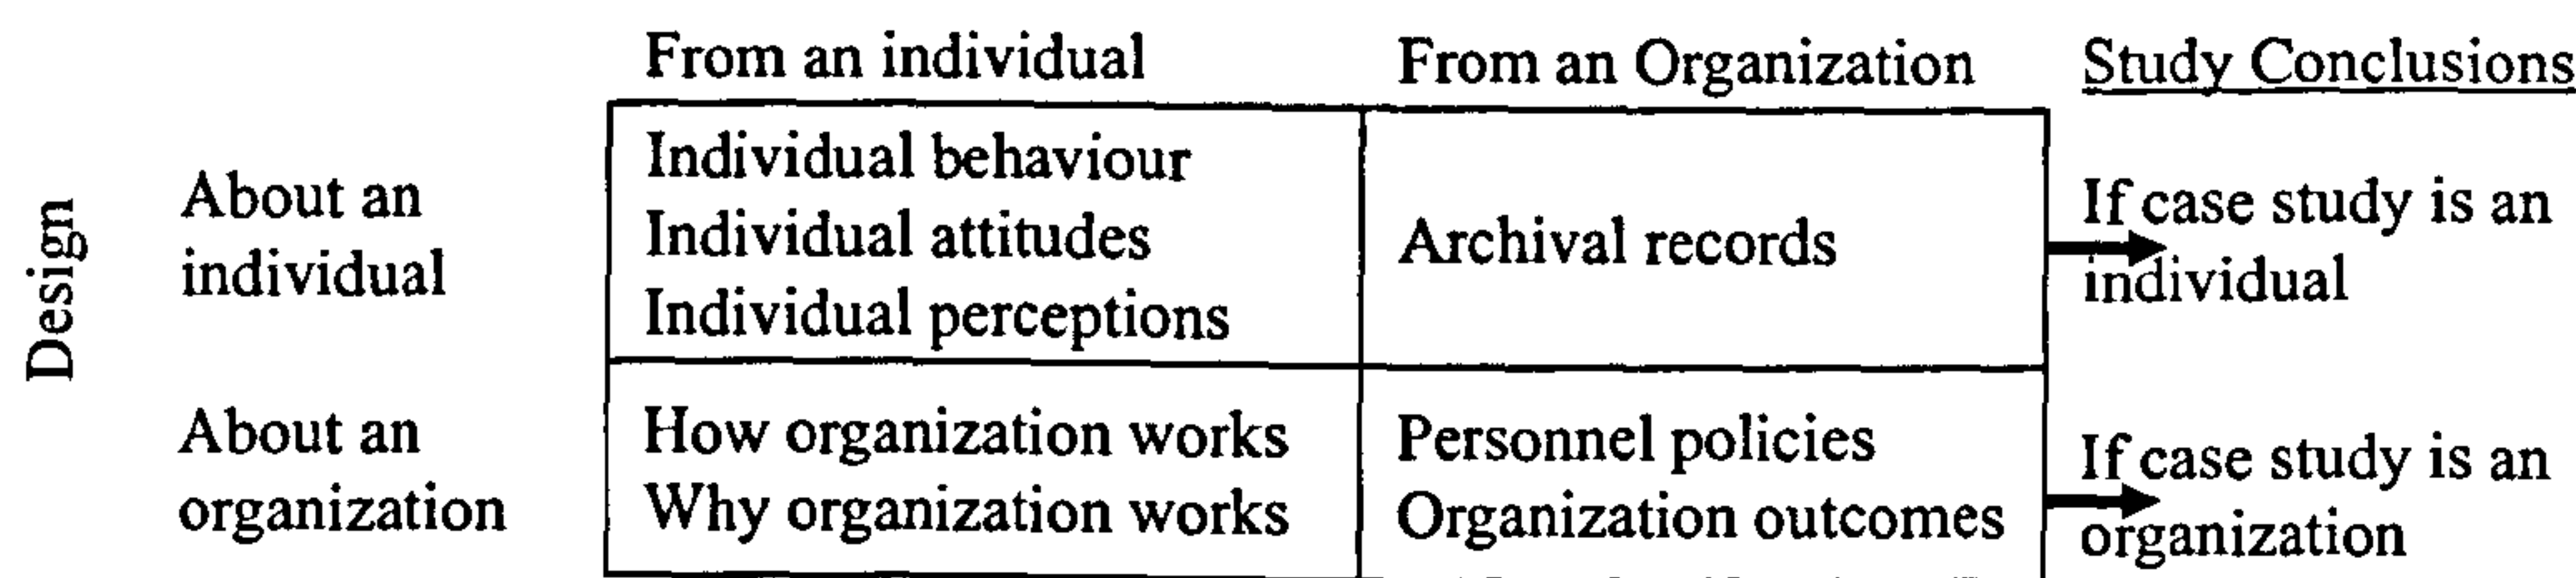 From an individual
From an Organization
Study Conclusions
Design
About an
individual
Individual behaviour
Individual attitudes
Individual perceptions
Archival records
If case study is an
individual
About an
organization
How organization works
Why organization works
Personnel policies
Organization outcomes
If case study is an
organization